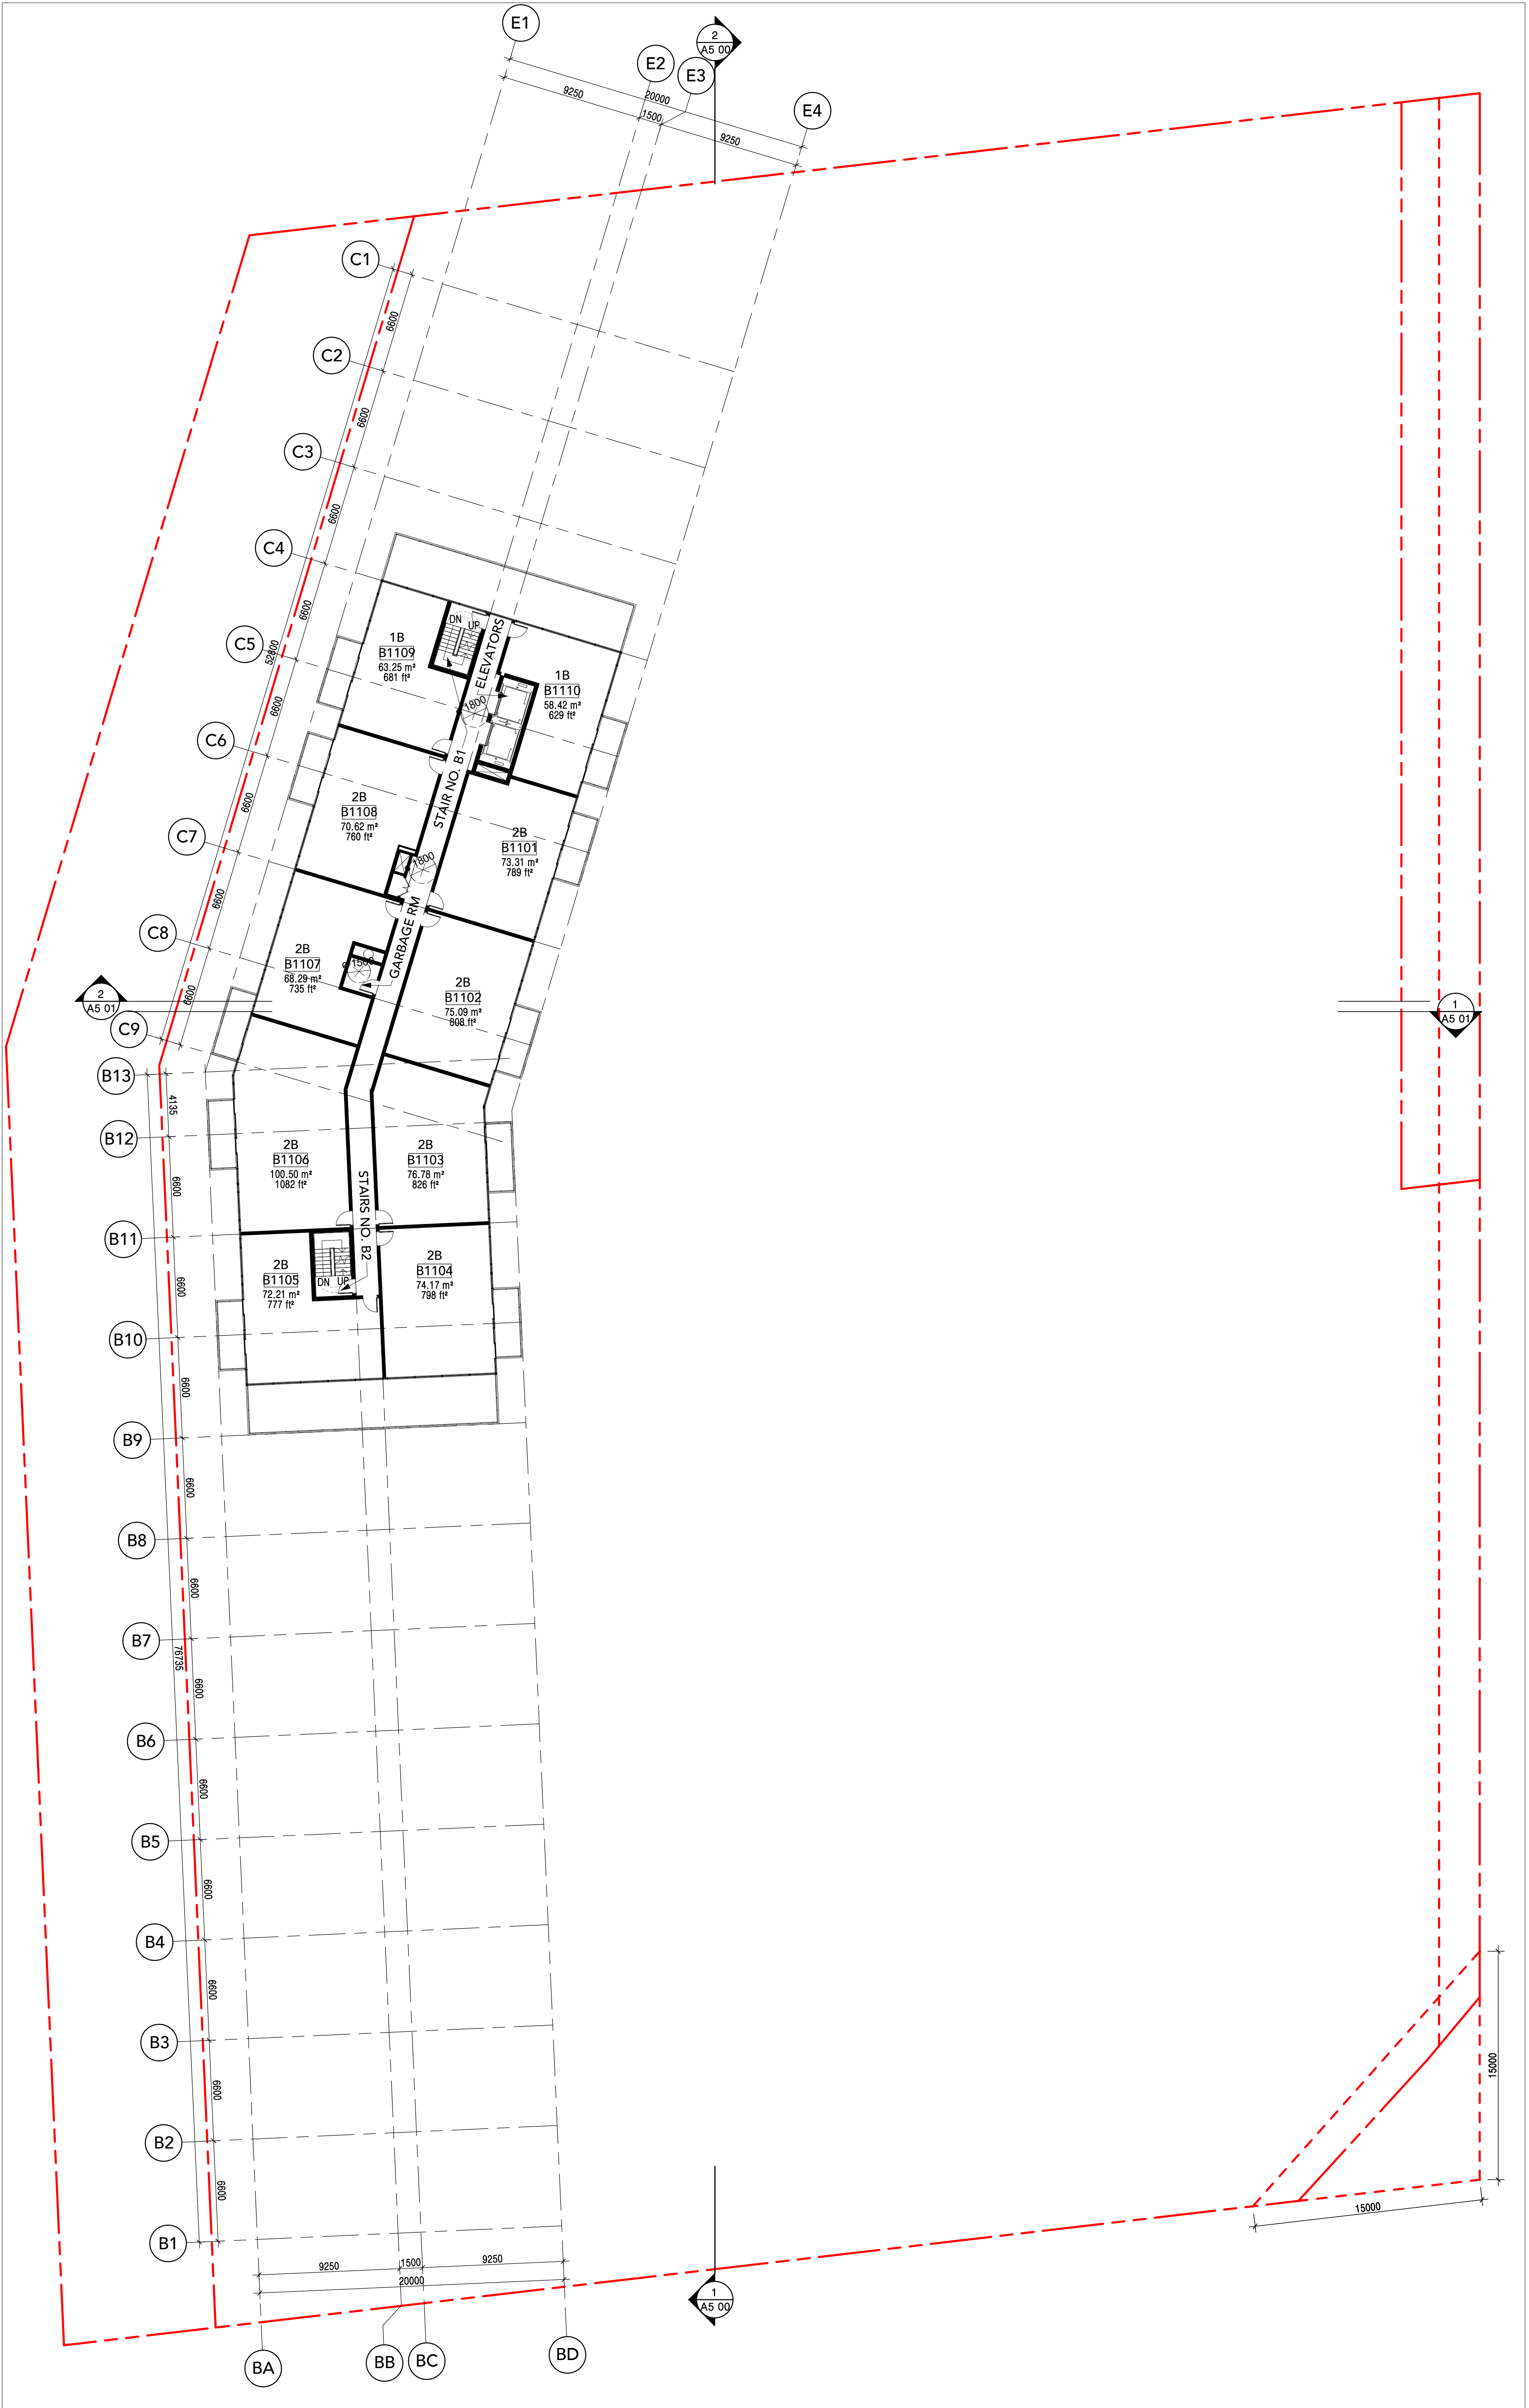 E1
2
A5 00
E2
E3
E4
9250
20000
1500
9250
C1
6600
C2
6600
C3
6600
C4
6600
C5
52800
6600
C6
6600
C7
6600
C8
6600
C9
DN
UP
ELEVATORS
1B
B1109
63.25 m²
681 ft²
1B
B1110
58.42 m²
629 ft²
1800
STAIR NO. B1
2B
B1108
70.62 m²
760 ft²
2B
B1101
73.31 m²
789 ft²
1800
GARBAGE RM
2B
B1107
68.29 m²
735 ft²
1500
2B
B1102
75.09 m²
808 ft²
2
A5 01
1
A5 01
B13
4135
B12
2B
B1106
100.50 m²
1082 ft²
2B
B1103
76.78 m²
826 ft²
6600
STAIRS NO. B2
B11
2B
B1105
72.21 m²
777 ft²
DN
UP
2B
B1104
74.17 m²
798 ft²
6600
B10
6600
B9
6600
B8
6600
B7
76735
6600
B6
6600
B5
6600
B4
6600
B3
6600
B2
6600
B1
15000
15000
9250
1500
9250
20000
1
A5 00
BA
BB
BC
BD